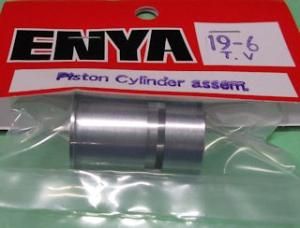 ENYA
19-6
T.V
Piston Cylinder assem.